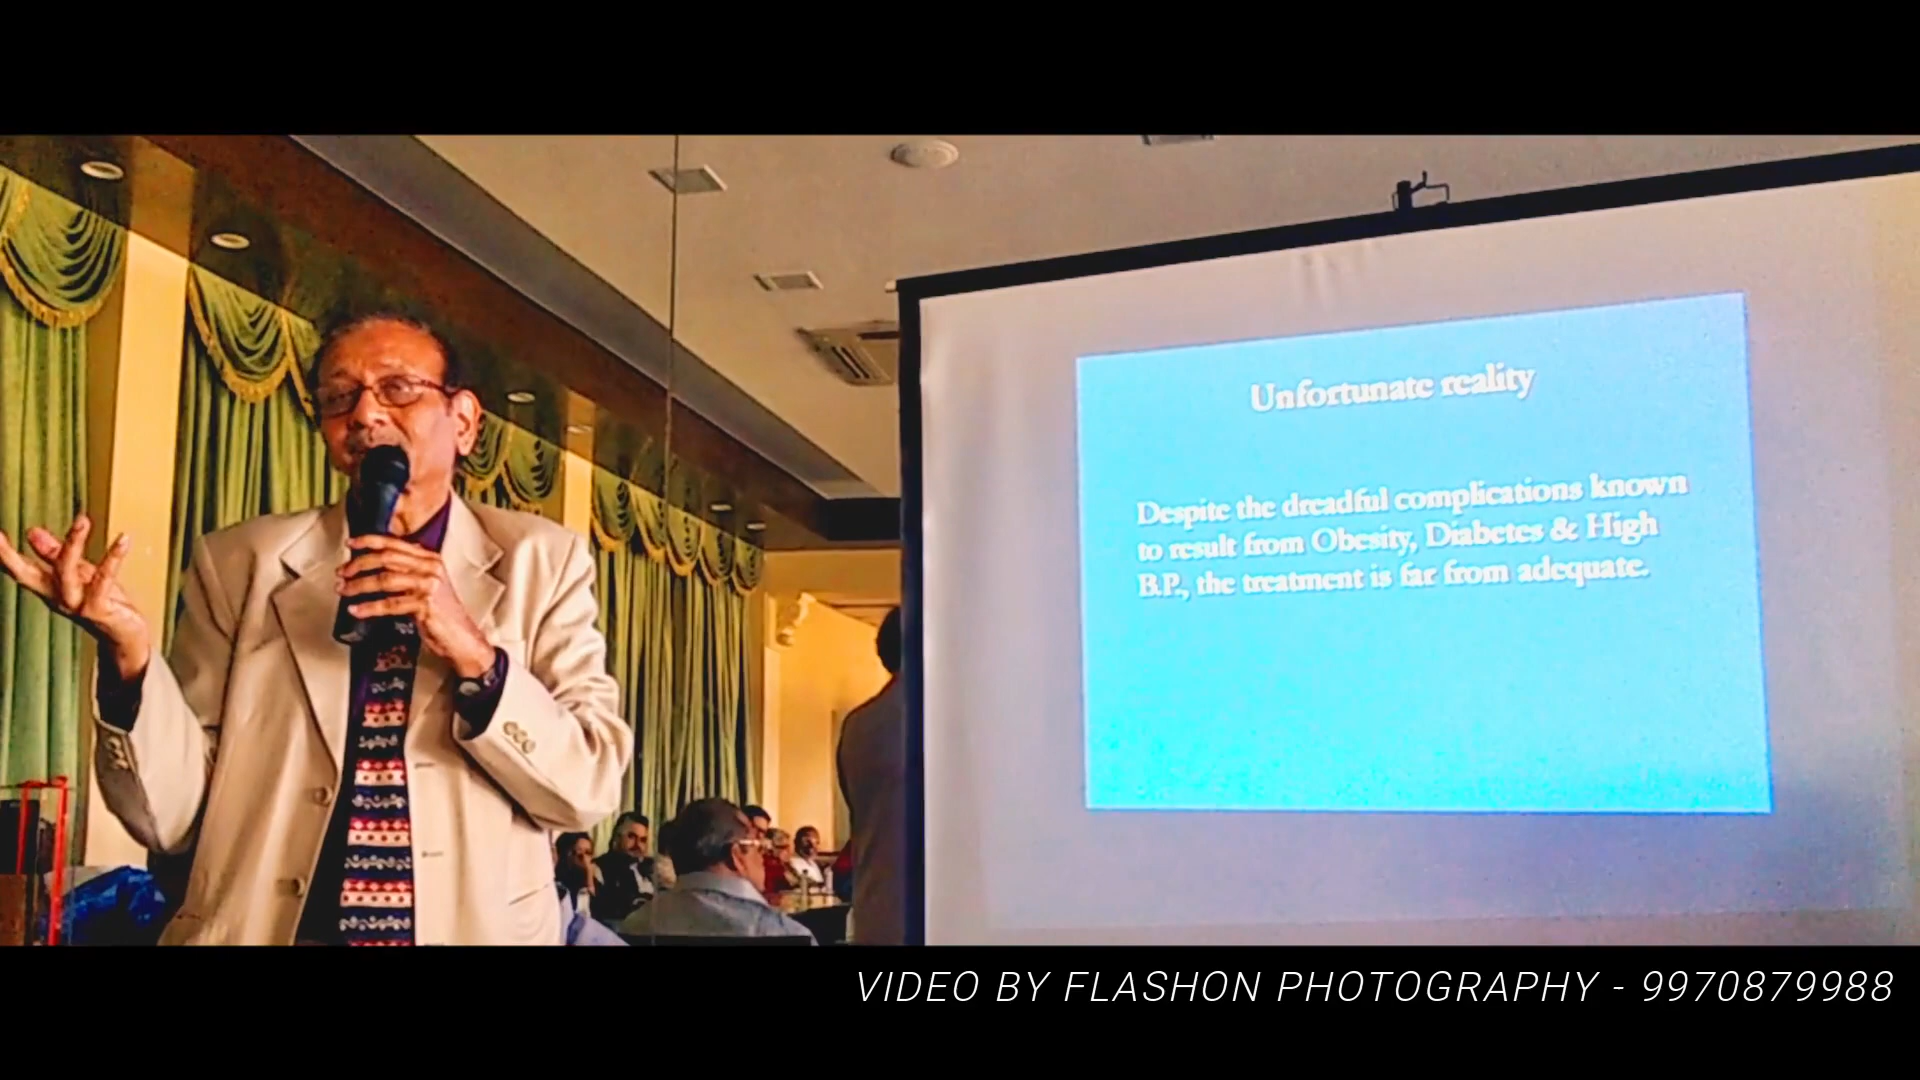 Unfortunate reality
Despite the dreadful complications known
to result from Obesity, Diabetes & High
B.P., the treatment is far from adequate.
VIDEO BY FLASHON PHOTOGRAPHY - 9970879988